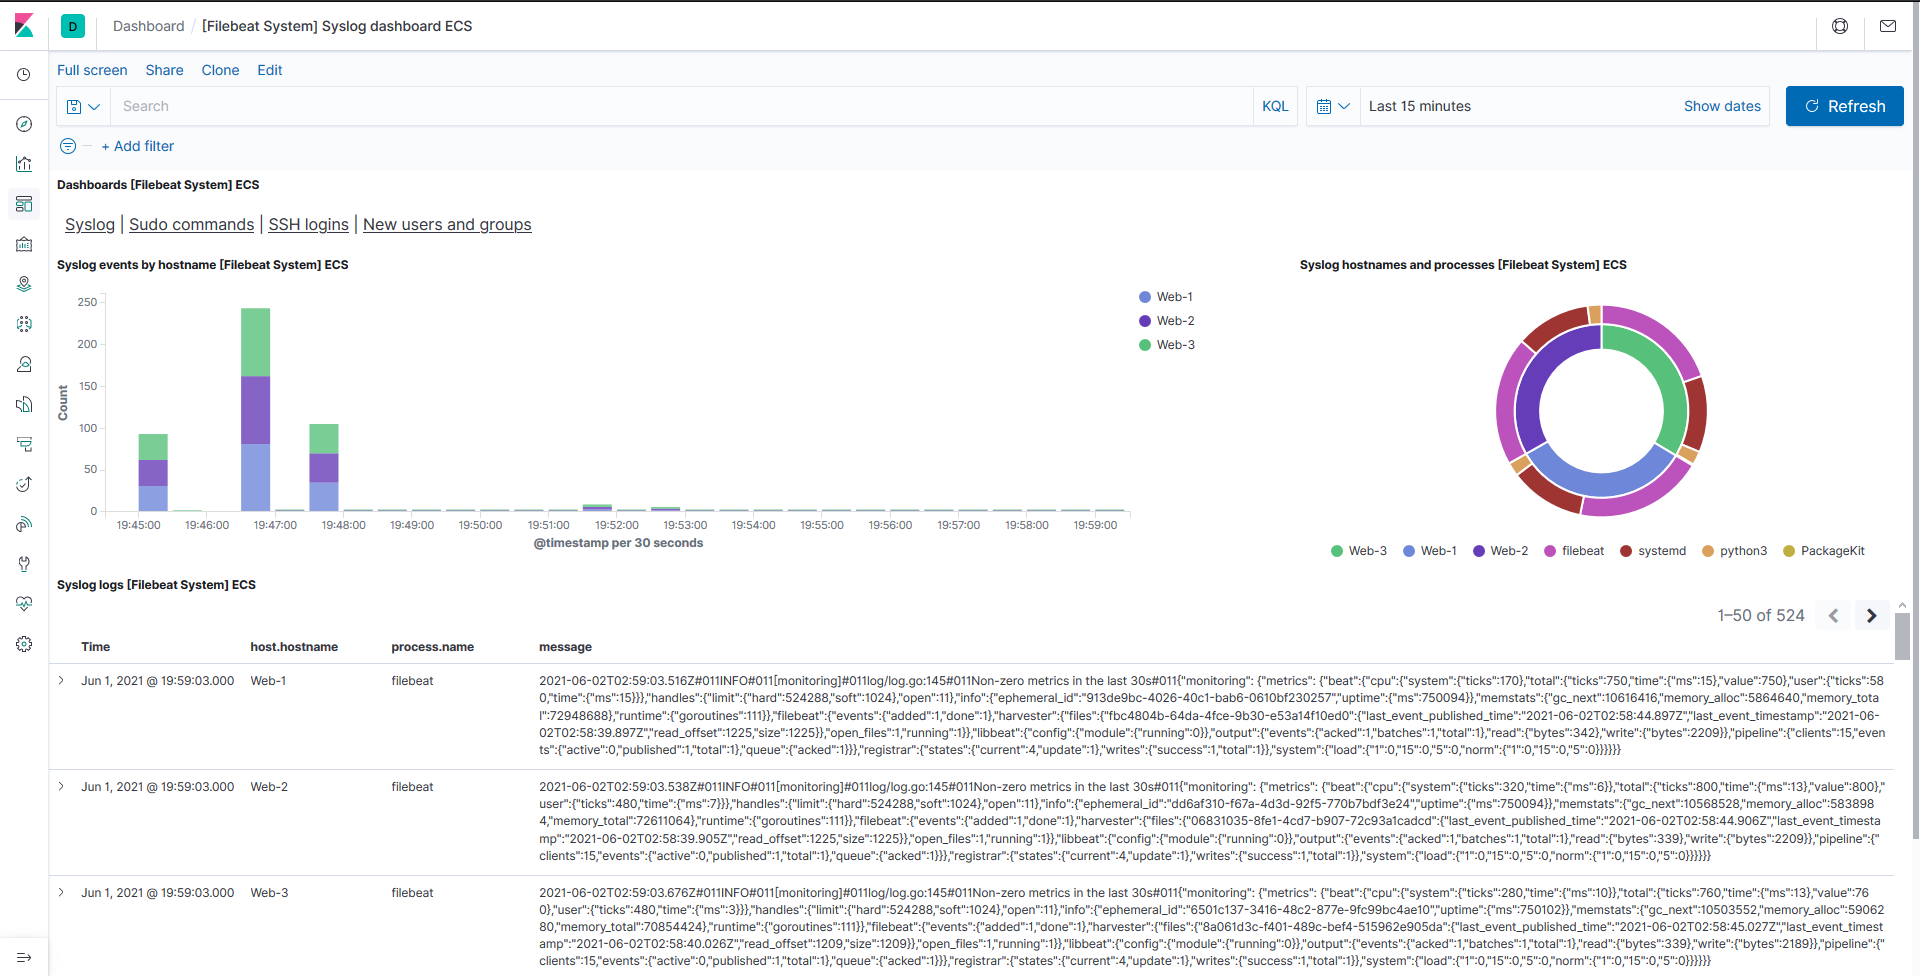 D Dashboard / [Filebeat System] Syslog dashboard ECS
Full screen Share Clone Edit
Search KQL Last 15 minutes Show dates Refresh
+ Add filter
Dashboards [Filebeat System] ECS
Syslog | Sudo commands | SSH logins | New users and groups
Syslog events by hostname [Filebeat System] ECS
250
200
150
100
50
0
Count
19:45:00 19:46:00 19:47:00 19:48:00 19:49:00 19:50:00 19:51:00 19:52:00 19:53:00 19:54:00 19:55:00 19:56:00 19:57:00 19:58:00 19:59:00
@timestamp per 30 seconds
Web-1
Web-2
Web-3
Syslog hostnames and processes [Filebeat System] ECS
Web-3 Web-1 Web-2 filebeat systemd python3 PackageKit
Syslog logs [Filebeat System] ECS
1–50 of 524
Time host.hostname process.name message
Jun 1, 2021 @ 19:59:03.000 Web-1 filebeat 2021-06-02T02:59:03.516Z#011INFO#011[monitoring]#011log/log.go:145#011Non-zero metrics in the last 30s#011{"monitoring": {"metrics": {"beat":{"cpu":{"system":{"ticks":170},"total":{"ticks":750,"time":{"ms":15},"value":750},"user":{"ticks":58
0,"time":{"ms":15}}},"handles":{"limit":{"hard":524288,"soft":1024},"open":11},"info":{"ephemeral_id":"913de9bc-4026-40c1-bab6-0610bf230257","uptime":{"ms":750094}},"memstats":{"gc_next":10616416,"memory_alloc":5864640,"memory_tota
l":72948688},"runtime":{"goroutines":111}},"filebeat":{"events":{"added":1,"done":1},"harvester":{"files":{"fbc4804b-64da-4fce-9b30-e53a14f10ed0":{"last_event_published_time":"2021-06-02T02:58:44.897Z","last_event_timestamp":"2021-06-
02T02:58:39.897Z","read_offset":1225,"size":1225}},"open_files":1,"running":1}},"libbeat":{"config":{"module":{"running":0}},"output":{"events":{"acked":1,"batches":1,"total":1},"read":{"bytes":342},"write":{"bytes":2209}},"pipeline":{"clients":15,"even
ts":{"active":0,"published":1,"total":1},"queue":{"acked":1}}},"registrar":{"states":{"current":4,"update":1},"writes":{"success":1,"total":1}},"system":{"load":{"1":0,"15":0,"5":0,"norm":{"1":0,"15":0,"5":0}}}}}}
Jun 1, 2021 @ 19:59:03.000 Web-2 filebeat 2021-06-02T02:59:03.538Z#011INFO#011[monitoring]#011log/log.go:145#011Non-zero metrics in the last 30s#011{"monitoring": {"metrics": {"beat":{"cpu":{"system":{"ticks":320,"time":{"ms":6}},"total":{"ticks":800,"time":{"ms":13},"value":800},"
user":{"ticks":480,"time":{"ms":7}}},"handles":{"limit":{"hard":524288,"soft":1024},"open":11},"info":{"ephemeral_id":"dd6af310-f67a-4d3d-92f5-770b7bdf3e24","uptime":{"ms":750094}},"memstats":{"gc_next":10568528,"memory_alloc":583898
4,"memory_total":72611064},"runtime":{"goroutines":111}},"filebeat":{"events":{"added":1,"done":1},"harvester":{"files":{"06831035-8fe1-4cd7-b907-72c93a1cadcd":{"last_event_published_time":"2021-06-02T02:58:44.906Z","last_event_timesta
mp":"2021-06-02T02:58:39.905Z","read_offset":1225,"size":1225}},"open_files":1,"running":1}},"libbeat":{"config":{"module":{"running":0}},"output":{"events":{"acked":1,"batches":1,"total":1},"read":{"bytes":339},"write":{"bytes":2209}},"pipeline":{"
clients":15,"events":{"active":0,"published":1,"total":1},"queue":{"acked":1}}},"registrar":{"states":{"current":4,"update":1},"writes":{"success":1,"total":1}},"system":{"load":{"1":0,"15":0,"5":0,"norm":{"1":0,"15":0,"5":0}}}}}}
Jun 1, 2021 @ 19:59:03.000 Web-3 filebeat 2021-06-02T02:59:03.676Z#011INFO#011[monitoring]#011log/log.go:145#011Non-zero metrics in the last 30s#011{"monitoring": {"metrics": {"beat":{"cpu":{"system":{"ticks":280,"time":{"ms":10}},"total":{"ticks":760,"time":{"ms":13},"value":76
0},"user":{"ticks":480,"time":{"ms":3}}},"handles":{"limit":{"hard":524288,"soft":1024},"open":11},"info":{"ephemeral_id":"6501c137-3416-48c2-877e-9fc99bc4ae10","uptime":{"ms":750102}},"memstats":{"gc_next":10503552,"memory_alloc":59062
80,"memory_total":70854424},"runtime":{"goroutines":111}},"filebeat":{"events":{"added":1,"done":1},"harvester":{"files":{"8a061d3c-f401-489c-bef4-515962e905da":{"last_event_published_time":"2021-06-02T02:58:45.027Z","last_event_timest
amp":"2021-06-02T02:58:40.026Z","read_offset":1209,"size":1209}},"open_files":1,"running":1}},"libbeat":{"config":{"module":{"running":0}},"output":{"events":{"acked":1,"batches":1,"total":1},"read":{"bytes":339},"write":{"bytes":2189}},"pipeline":
{"clients":15,"events":{"active":0,"published":1,"total":1},"queue":{"acked":1}}},"registrar":{"states":{"current":4,"update":1},"writes":{"success":1,"total":1}},"system":{"load":{"1":0,"15":0,"5":0,"norm":{"1":0,"15":0,"5":0}}}}}}